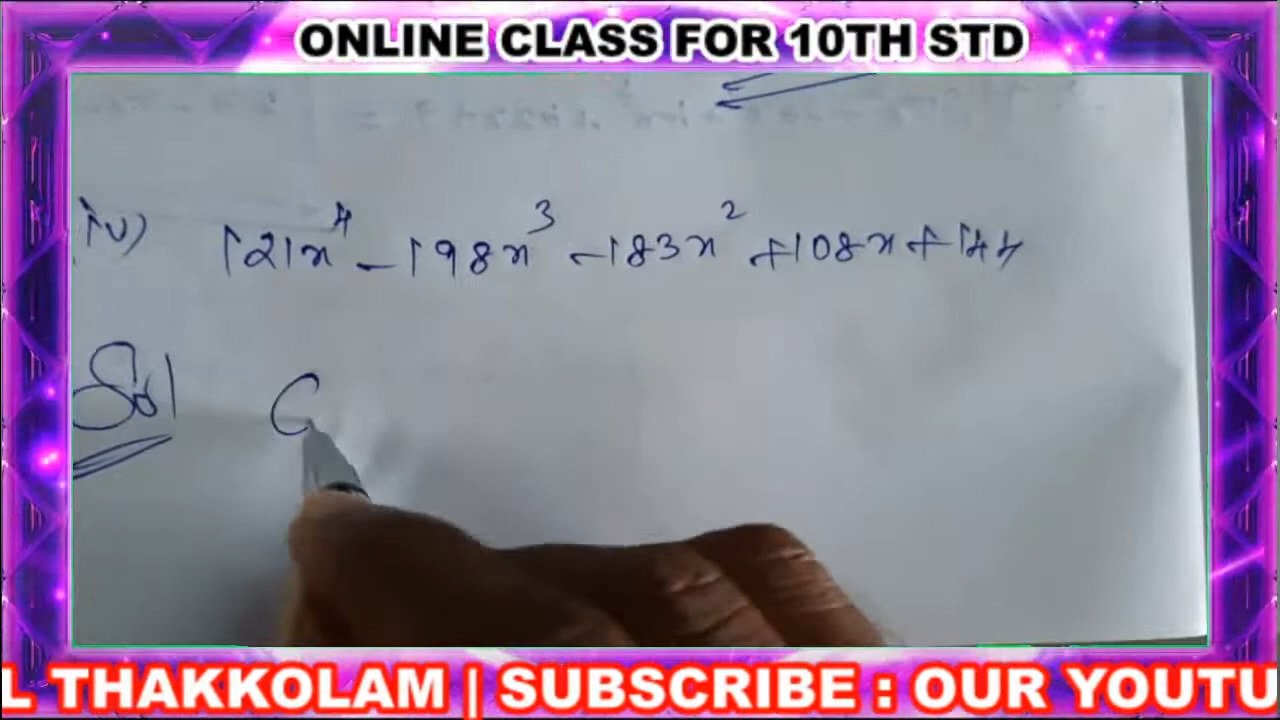 ONLINE CLASS FOR 10TH STD
iv) 121x⁴ - 198x³ - 183x² + 108x + 144
Sol
G
L THAKKOLAM | SUBSCRIBE : OUR YOUTU